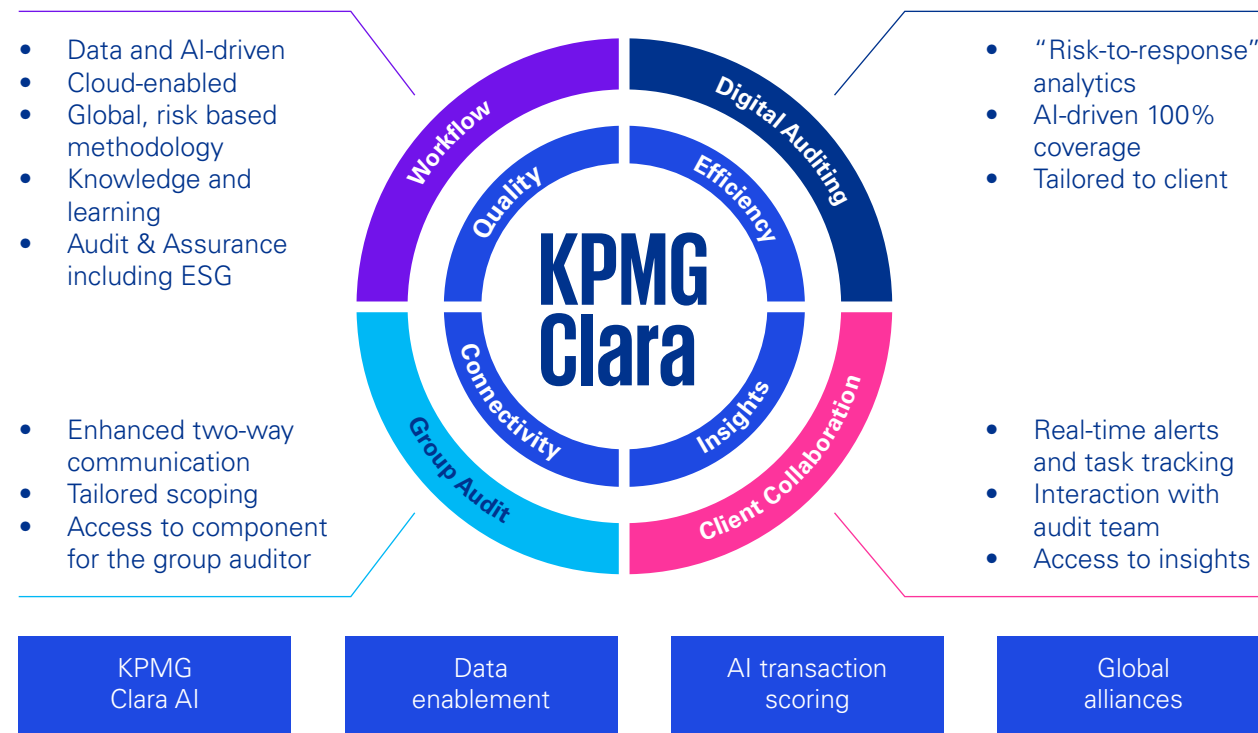 • Data and AI-driven
• Cloud-enabled
• Global, risk based
methodology
• Knowledge and
learning
• Audit & Assurance
including ESG
• “Risk-to-response”
analytics
• AI-driven 100%
coverage
• Tailored to client
Workflow
Digital Auditing
Quality
Efficiency
KPMG
Clara
Connectivity
Insights
Group Audit
Client Collaboration
• Enhanced two-way
communication
• Tailored scoping
• Access to component
for the group auditor
• Real-time alerts
and task tracking
• Interaction with
audit team
• Access to insights
KPMG
Clara AI
Data
enablement
AI transaction
scoring
Global
alliances